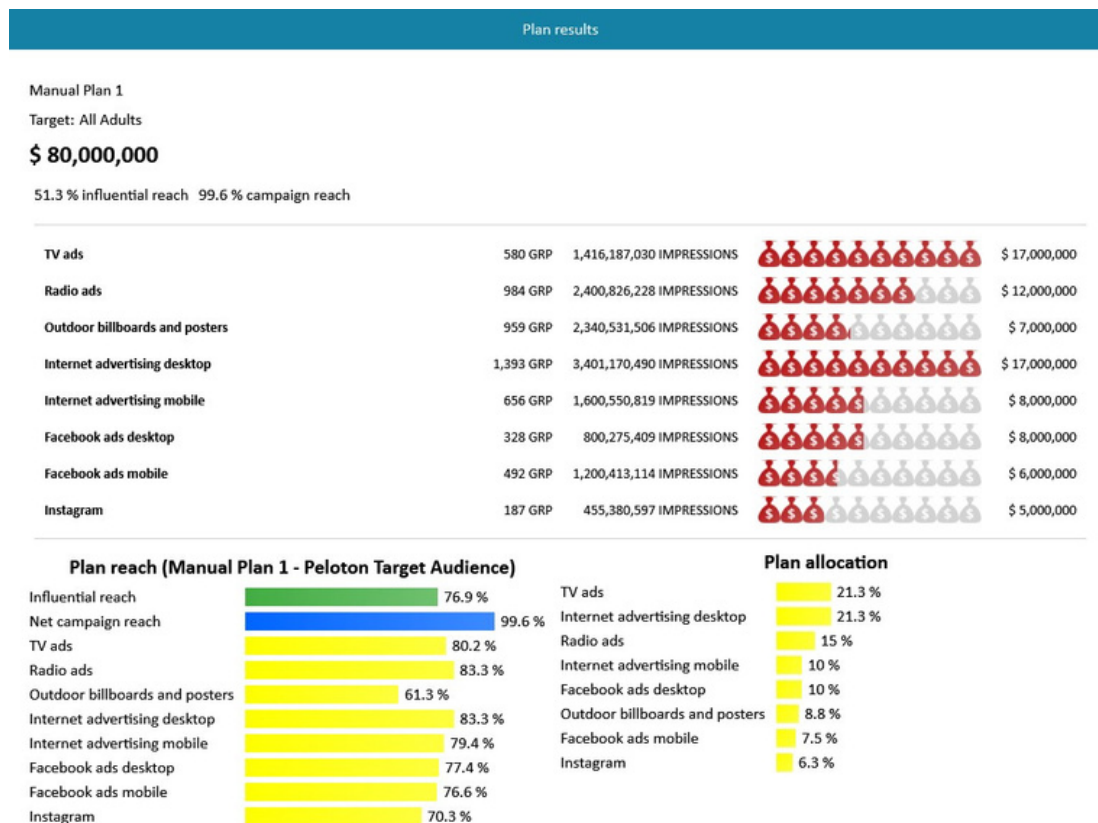 Plan results
Manual Plan 1
Target: All Adults
$ 80,000,000
51.3 % influential reach 99.6 % campaign reach
TV ads 580 GRP 1,416,187,030 IMPRESSIONS $ 17,000,000
Radio ads 984 GRP 2,400,826,228 IMPRESSIONS $ 12,000,000
Outdoor billboards and posters 959 GRP 2,340,531,506 IMPRESSIONS $ 7,000,000
Internet advertising desktop 1,393 GRP 3,401,170,490 IMPRESSIONS $ 17,000,000
Internet advertising mobile 656 GRP 1,600,550,819 IMPRESSIONS $ 8,000,000
Facebook ads desktop 328 GRP 800,275,409 IMPRESSIONS $ 8,000,000
Facebook ads mobile 492 GRP 1,200,413,114 IMPRESSIONS $ 6,000,000
Instagram 187 GRP 455,380,597 IMPRESSIONS $ 5,000,000
Plan reach (Manual Plan 1 - Peloton Target Audience)
Influential reach 76.9 %
Net campaign reach 99.6 %
TV ads 80.2 %
Radio ads 83.3 %
Outdoor billboards and posters 61.3 %
Internet advertising desktop 83.3 %
Internet advertising mobile 79.4 %
Facebook ads desktop 77.4 %
Facebook ads mobile 76.6 %
Instagram 70.3 %
Plan allocation
TV ads 21.3 %
Internet advertising desktop 21.3 %
Radio ads 15 %
Internet advertising mobile 10 %
Facebook ads desktop 10 %
Outdoor billboards and posters 8.8 %
Facebook ads mobile 7.5 %
Instagram 6.3 %